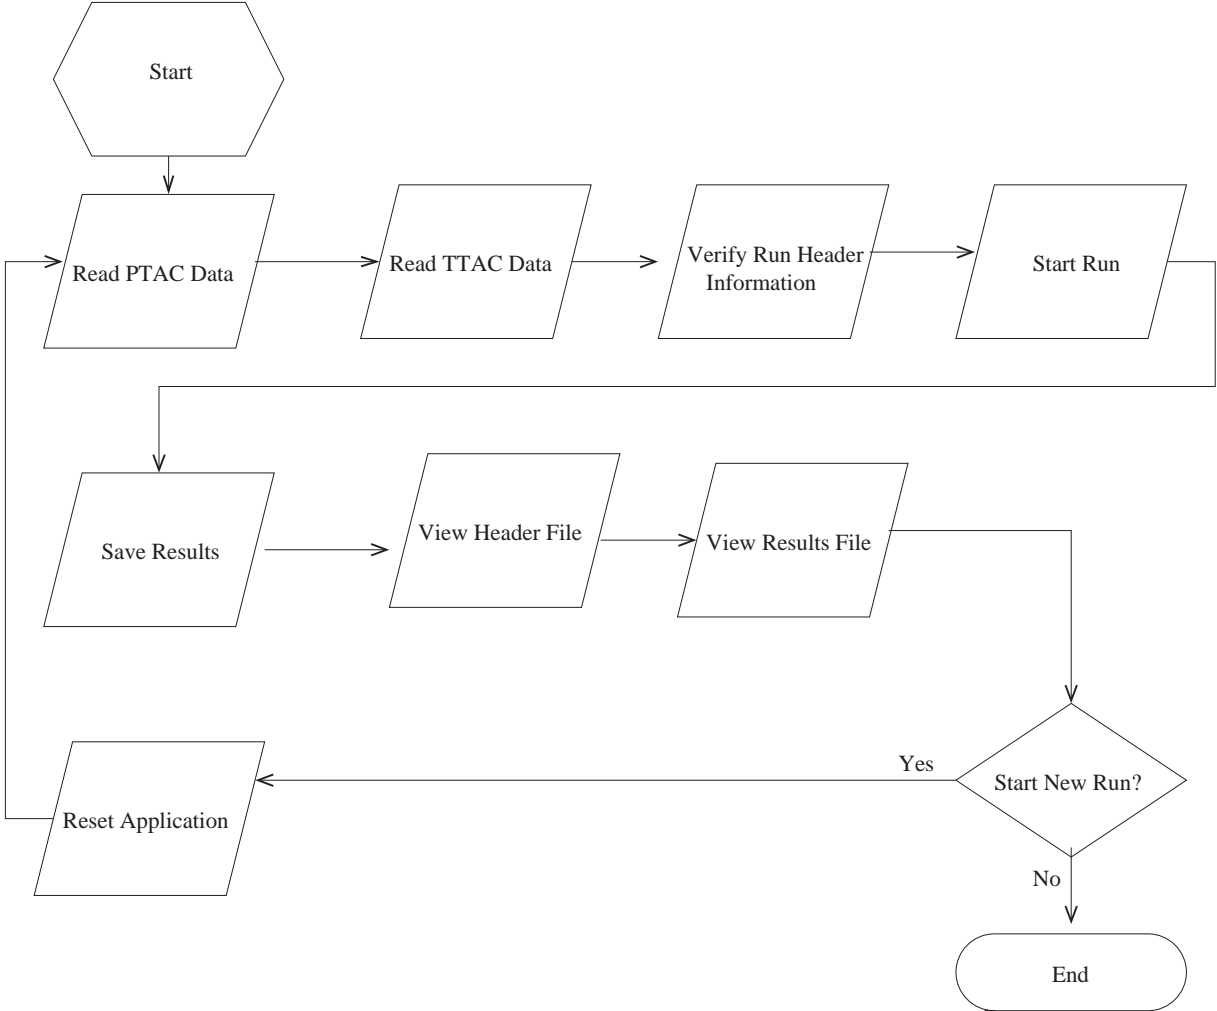 Start
Read PTAC Data
Read TTAC Data
Verify Run Header
Information
Start Run
Save Results
View Header File
View Results File
Yes
Start New Run?
Reset Application
No
End